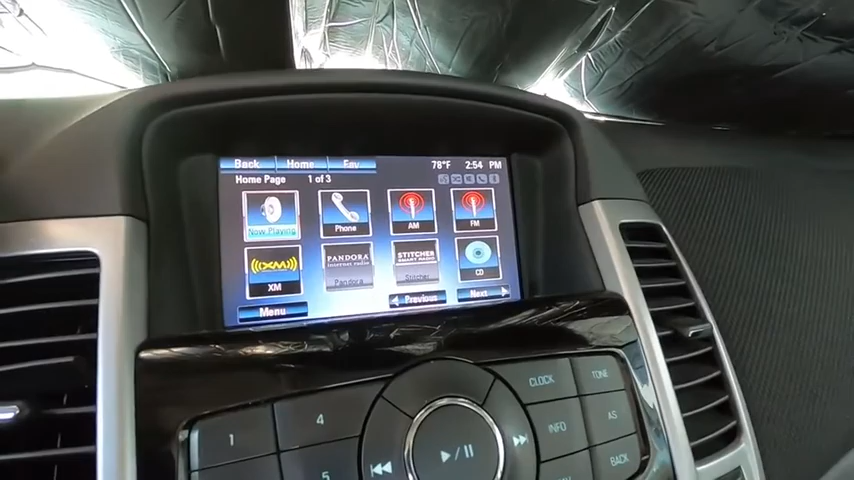 Back Home Fav 78°F 2:54 PM
Home Page 1 of 3
Now Playing Phone AM FM
AM FM
(XM) PANDORA internet radio STITCHER SMART RADIO
XM Pandora Stitcher CD
Menu Previous Next
CLOCK TONE
1 4 INFO AS
5 BACK